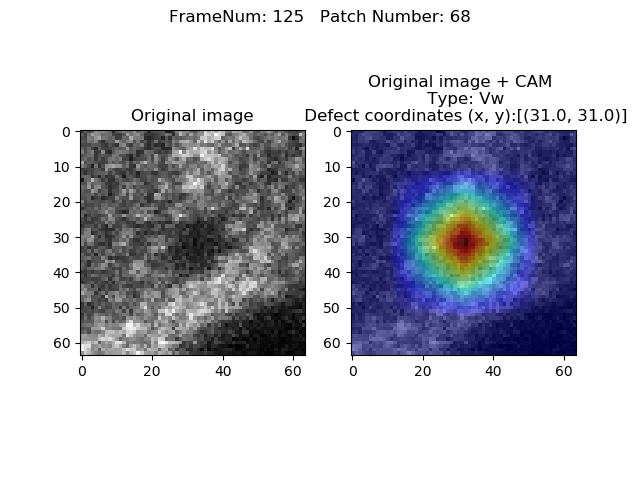 FrameNum: 125   Patch Number: 68
Original image
Original image + CAM
Type: Vw
Defect coordinates (x, y):[(31.0, 31.0)]
0
10
20
30
40
50
60
0 20 40 60
0
10
20
30
40
50
60
0 20 40 60